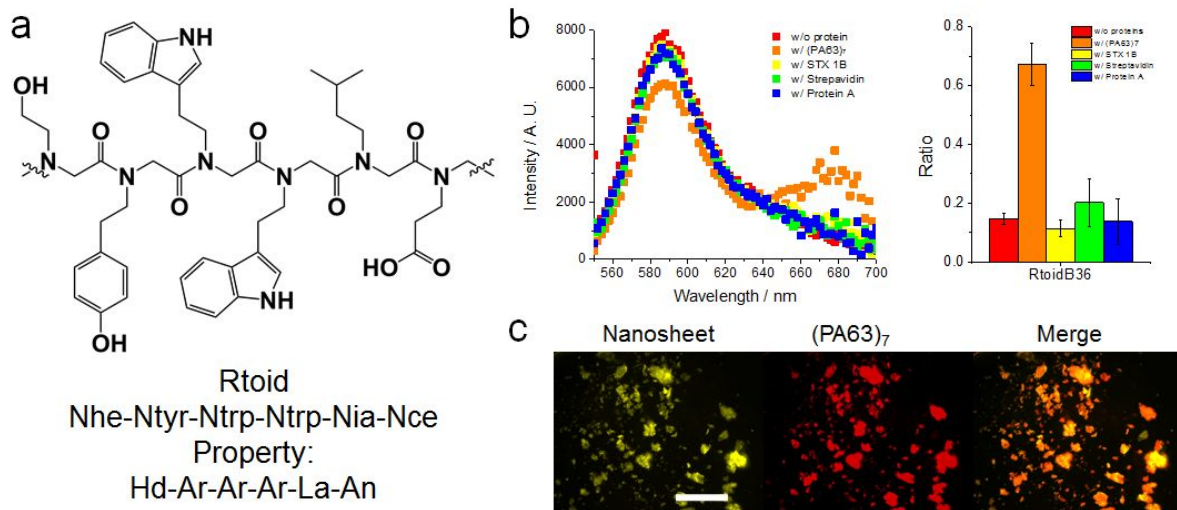 a
NH
OH
N
O
N
O
N
O
N
O
N
O
N
HO
O
NH
OH
Rtoid
Nhe-Ntyr-Ntrp-Ntrp-Nia-Nce
Property:
Hd-Ar-Ar-Ar-La-An
b
8000
6000
4000
2000
0
Intensity / A. U.
560 580 600 620 640 660 680 700
Wavelength / nm
w/o protein
w/ (PA63)₇
w/ STX 1B
w/ Strepavidin
w/ Protein A
0.8
0.6
0.4
0.2
0.0
Ratio
RtoidB36
w/o proteins
w/ (PA63)7
w/ STX 1B
w/ Streptavidin
w/ Protein A
c
Nanosheet (PA63)₇ Merge